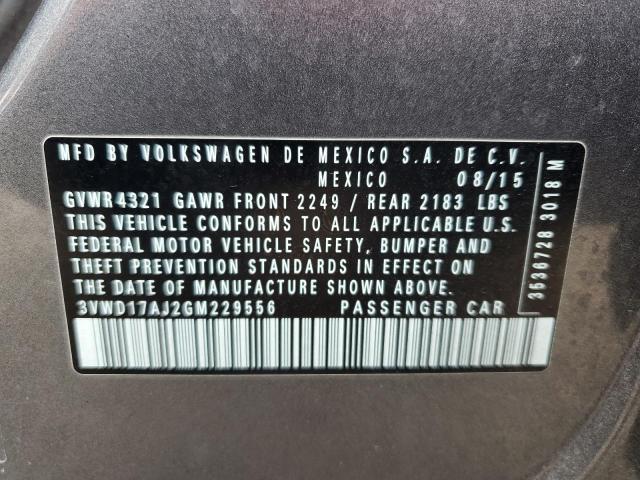 MFD BY VOLKSWAGEN DE MEXICO S.A. DE C.V.
MEXICO 08/15
GVWR4321 GAWR FRONT 2249 / REAR 2183 LBS
THIS VEHICLE CONFORMS TO ALL APPLICABLE U.S.
FEDERAL MOTOR VEHICLE SAFETY, BUMPER AND
THEFT PREVENTION STANDARDS IN EFFECT ON
THE DATE OF MANUFACTURE SHOWN ABOVE.
3VWD17AJ2GM229556 PASSENGER CAR
3536728 3018 M